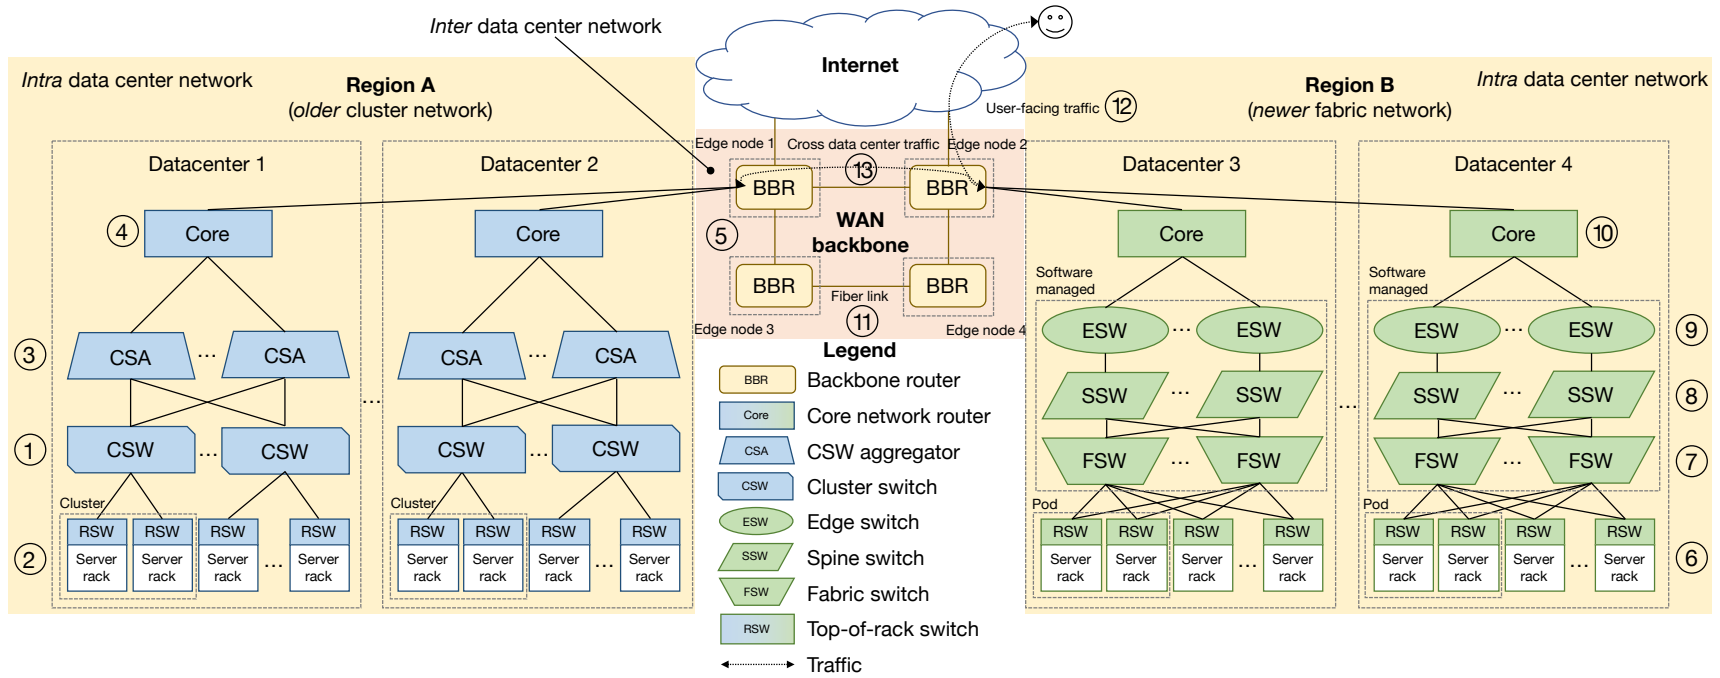 Inter data center network
Internet
Intra data center network
Region A
(older cluster network)
Region B
(newer fabric network)
Intra data center network
User-facing traffic 12
Datacenter 1
Datacenter 2
Edge node 1
Cross data center traffic
Edge node 2
13
BBR
BBR
WAN
backbone
5
BBR
BBR
Fiber link
11
Edge node 3
Edge node 4
Datacenter 3
Datacenter 4
4
Core
Core
Core
Core
10
Software
managed
Software
managed
3
CSA
...
CSA
CSA
...
CSA
ESW
...
ESW
ESW
...
ESW
9
SSW
...
SSW
SSW
...
SSW
8
...
...
1
CSW
...
CSW
CSW
...
CSW
FSW
...
FSW
FSW
...
FSW
7
Cluster
Cluster
Pod
Pod
2
RSW
Server
rack
RSW
Server
rack
RSW
Server
rack
...
RSW
Server
rack
RSW
Server
rack
RSW
Server
rack
RSW
Server
rack
...
RSW
Server
rack
RSW
Server
rack
RSW
Server
rack
RSW
Server
rack
...
RSW
Server
rack
RSW
Server
rack
RSW
Server
rack
RSW
Server
rack
...
RSW
Server
rack
6
Legend
BBR Backbone router
Core Core network router
CSA CSW aggregator
CSW Cluster switch
ESW Edge switch
SSW Spine switch
FSW Fabric switch
RSW Top-of-rack switch
Traffic